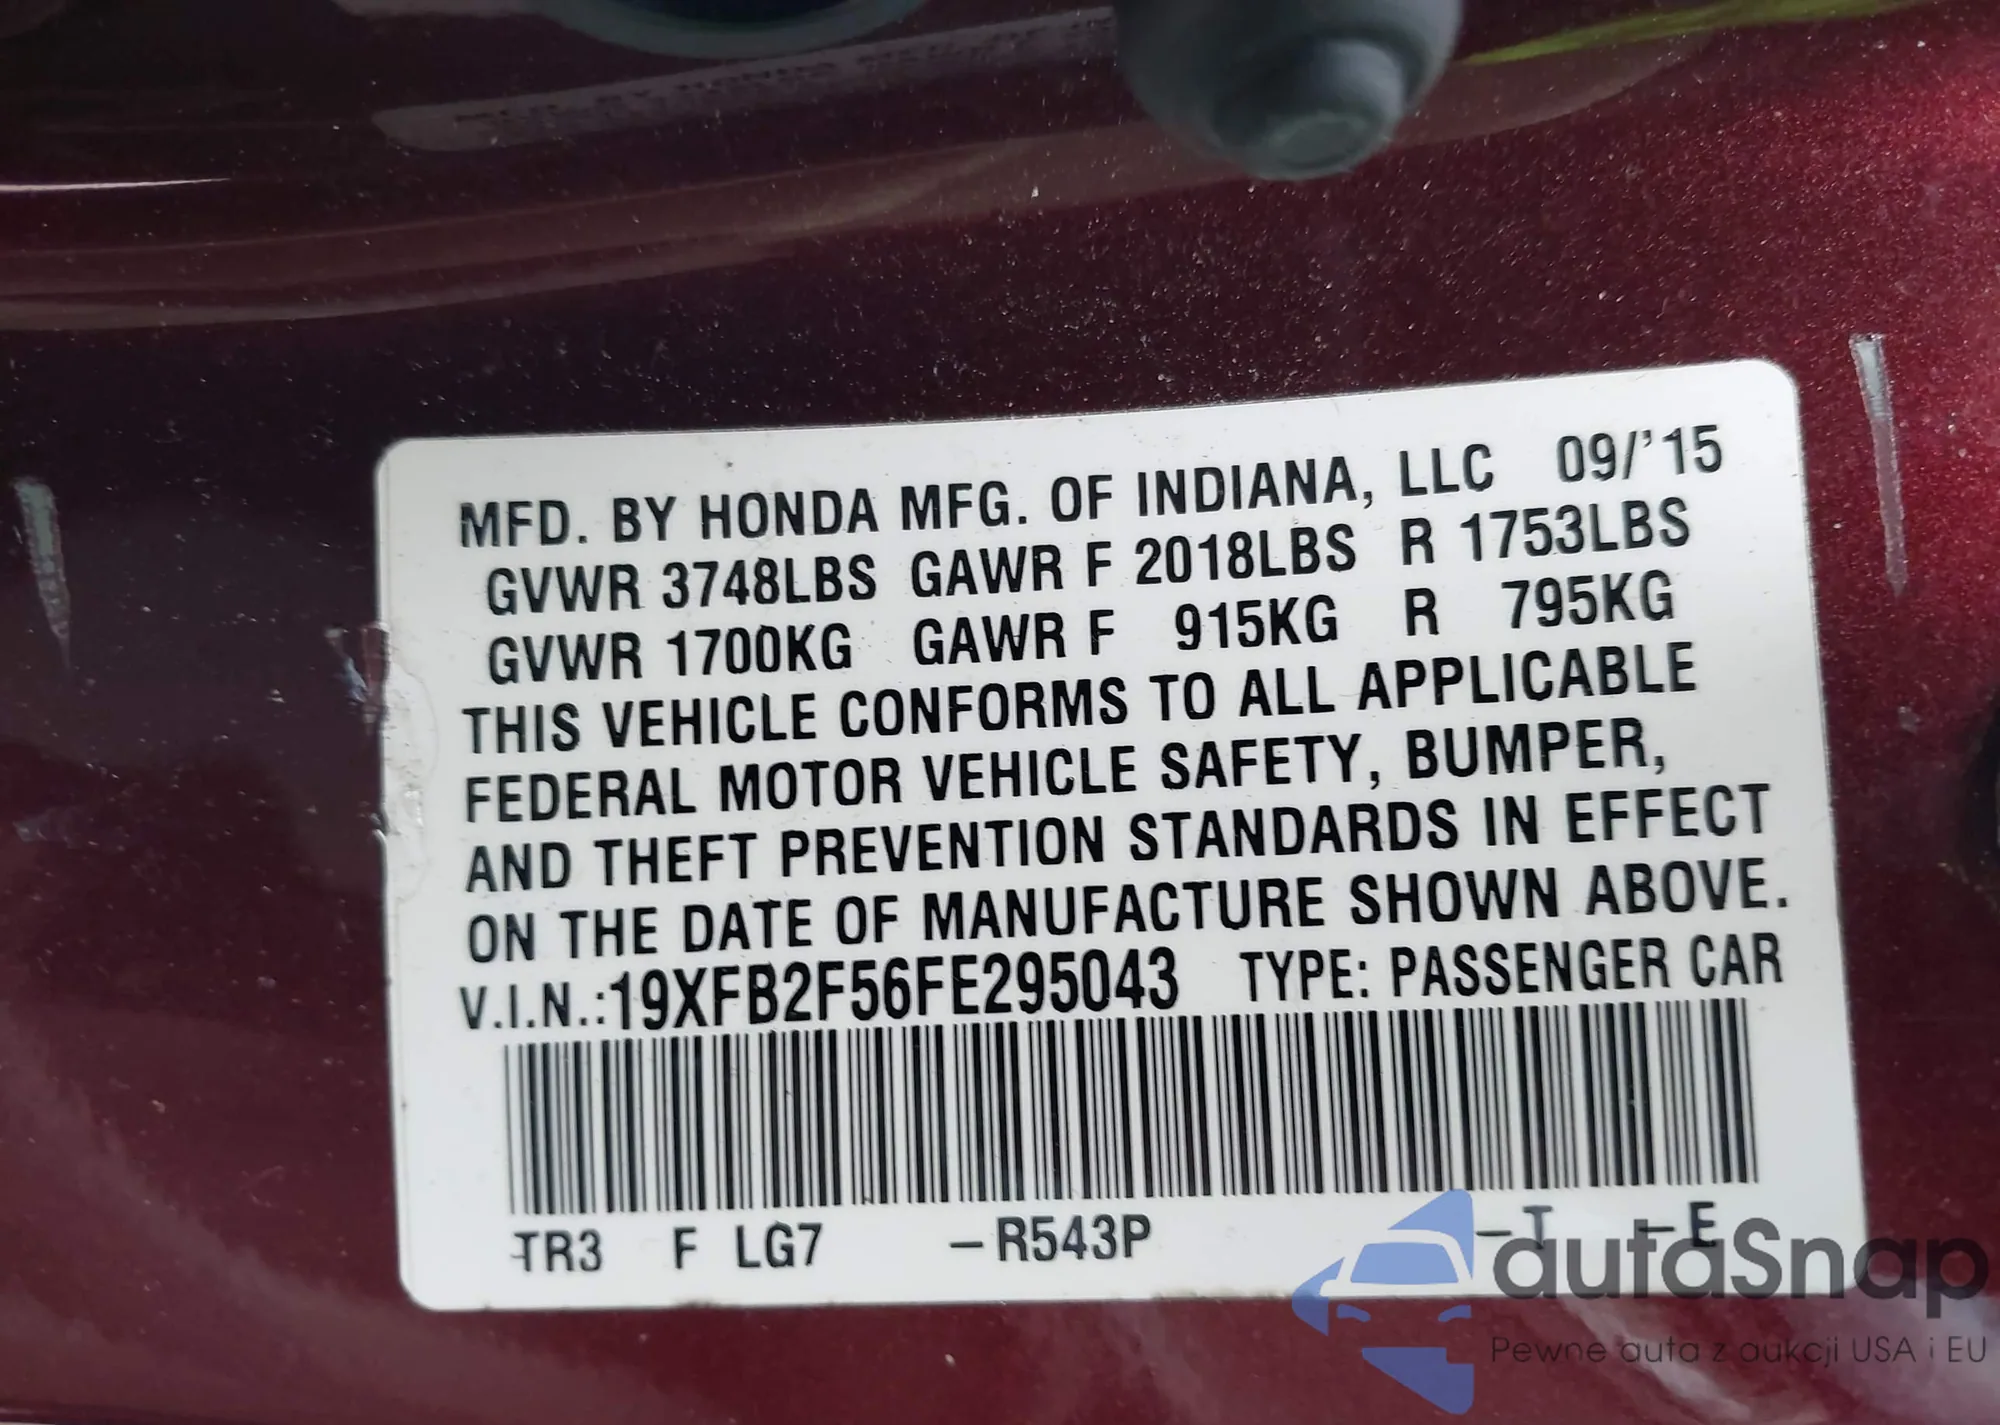 MFD. BY HONDA MFG. OF INDIANA, LLC 09/'15
GVWR 3748LBS GAWR F 2018LBS R 1753LBS
GVWR 1700KG GAWR F 915KG R 795KG
THIS VEHICLE CONFORMS TO ALL APPLICABLE
FEDERAL MOTOR VEHICLE SAFETY, BUMPER,
AND THEFT PREVENTION STANDARDS IN EFFECT
ON THE DATE OF MANUFACTURE SHOWN ABOVE.
V.I.N.:19XFB2F56FE295043 TYPE: PASSENGER CAR
TR3 F LG7 –R543P –T –E
autaSnap
Pewne auta z aukcji USA i EU